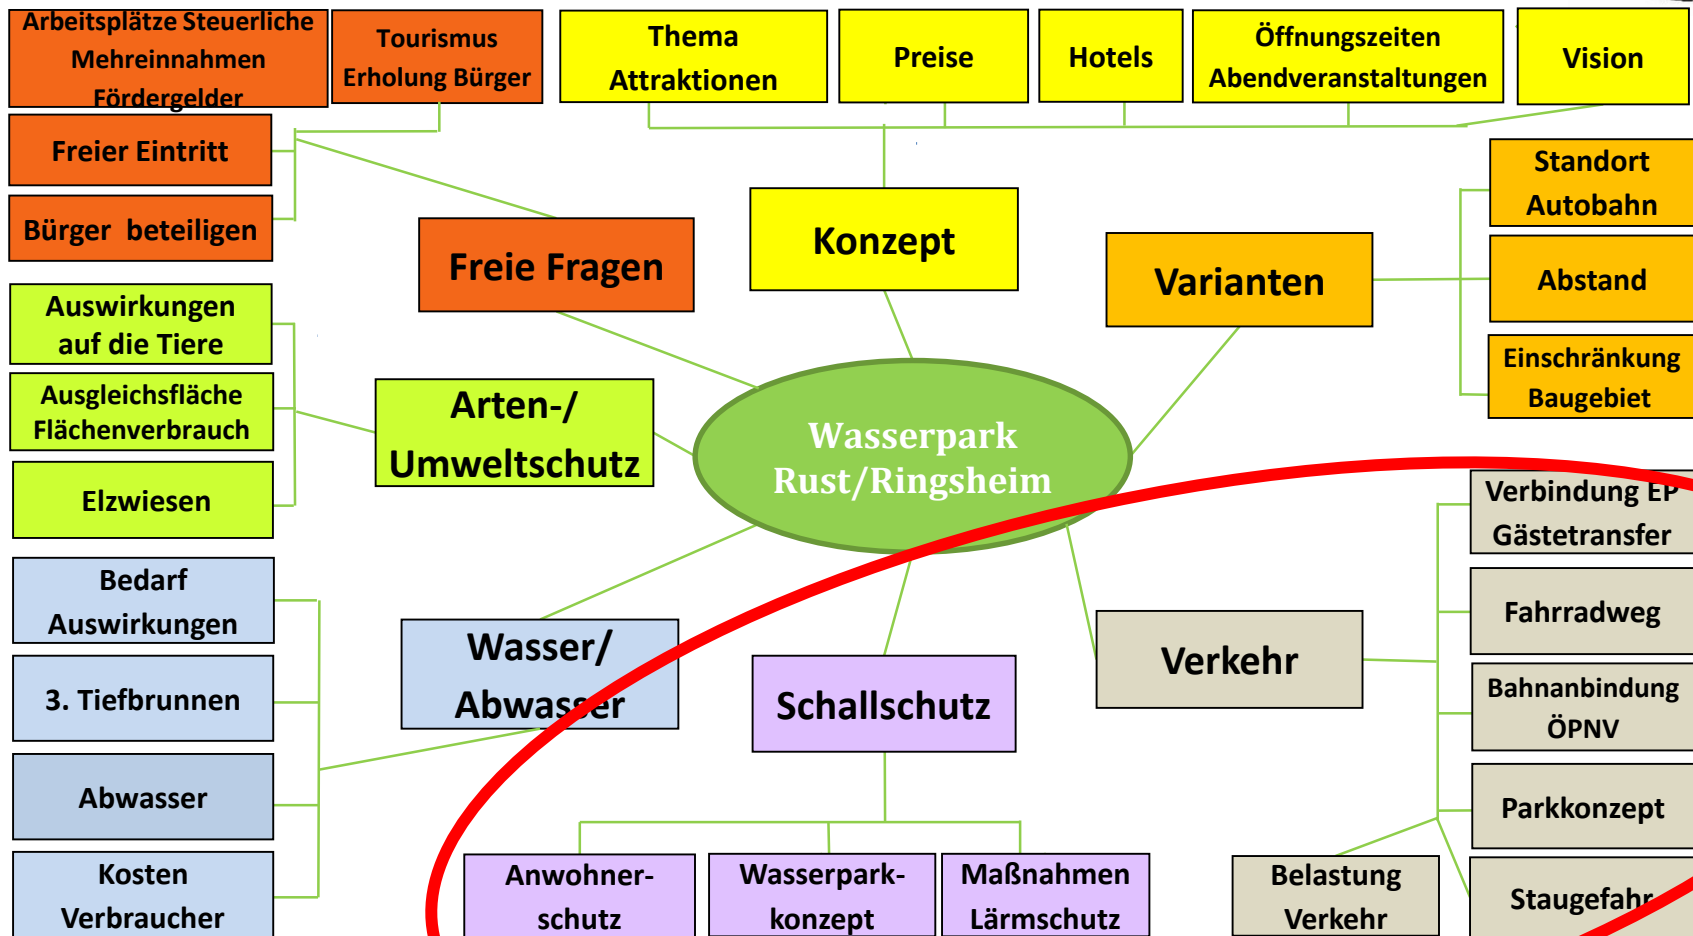 Arbeitsplätze Steuerliche
Mehreinnahmen
Fördergelder
Tourismus
Erholung Bürger
Thema
Attraktionen
Preise
Hotels
Öffnungszeiten
Abendveranstaltungen
Vision
Freier Eintritt
Bürger beteiligen
Freie Fragen
Konzept
Varianten
Standort
Autobahn
Abstand
Einschränkung
Baugebiet
Auswirkungen
auf die Tiere
Ausgleichsfläche
Flächenverbrauch
Elzwiesen
Arten-/
Umweltschutz
Wasserpark
Rust/Ringsheim
Bedarf
Auswirkungen
3. Tiefbrunnen
Abwasser
Kosten
Verbraucher
Wasser/
Abwasser
Schallschutz
Anwohner-
schutz
Wasserpark-
konzept
Maßnahmen
Lärmschutz
Verkehr
Verbindung EP
Gästetransfer
Fahrradweg
Bahnanbindung
ÖPNV
Parkkonzept
Belastung
Verkehr
Staugefahr